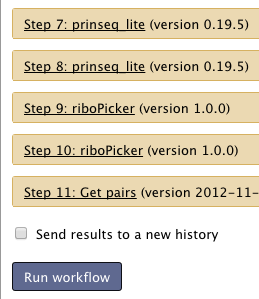 Step 7: prinseq_lite (version 0.19.5)
Step 8: prinseq_lite (version 0.19.5)
Step 9: riboPicker (version 1.0.0)
Step 10: riboPicker (version 1.0.0)
Step 11: Get pairs (version 2012-11-
Send results to a new history
Run workflow